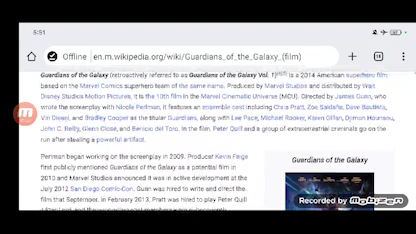 5:51
Offline en.m.wikipedia.org/wiki/Guardians_of_the_Galaxy_(film)
Guardians of the Galaxy (retroactively referred to as Guardians of the Galaxy Vol. 1) is a 2014 American superhero film
based on the Marvel Comics superhero team of the same name. Produced by Marvel Studios and distributed by Walt
Disney Studios Motion Pictures, it is the 10th film in the Marvel Cinematic Universe (MCU). Directed by James Gunn, who
wrote the screenplay with Nicole Perlman, it features an ensemble cast including Chris Pratt, Zoe Saldaña, Dave Bautista,
Vin Diesel, and Bradley Cooper as the titular Guardians, along with Lee Pace, Michael Rooker, Karen Gillan, Djimon Hounsou,
John C. Reilly, Glenn Close, and Benicio del Toro. In the film, Peter Quill and a group of extraterrestrial criminals go on the
run after stealing a powerful artifact.
Perlman began working on the screenplay in 2009. Producer Kevin Feige
first publicly mentioned Guardians of the Galaxy as a potential film in
2010 and Marvel Studios announced it was in active development at the
July 2012 San Diego Comic-Con. Gunn was hired to write and direct the
film that September. In February 2013, Pratt was hired to play Peter Quill
Guardians of the Galaxy
Recorded by Mobizen